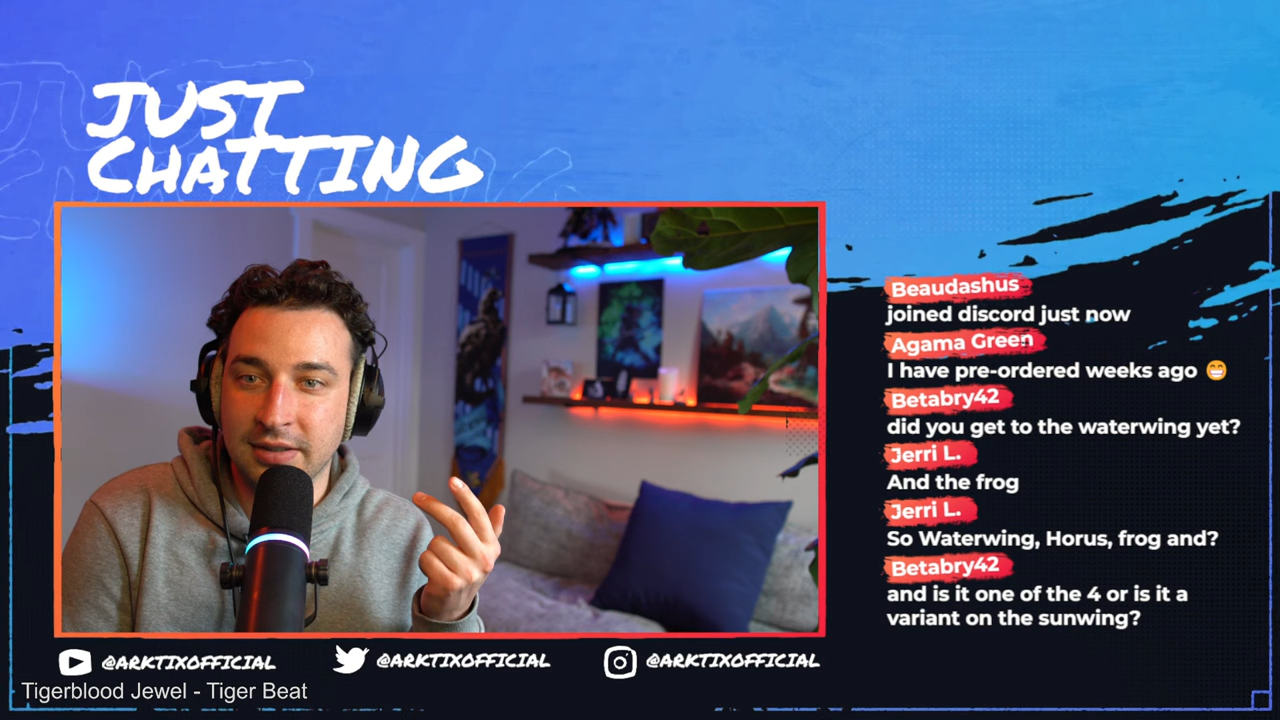 JUST
CHATTING
Beaudashus
joined discord just now
Agama Green
I have pre-ordered weeks ago 😁
Betabry42
did you get to the waterwing yet?
Jerri L.
And the frog
Jerri L.
So Waterwing, Horus, frog and?
Betabry42
and is it one of the 4 or is it a
variant on the sunwing?
@ARKTIXOFFICIAL @ARKTIXOFFICIAL @ARKTIXOFFICIAL
Tigerblood Jewel - Tiger Beat